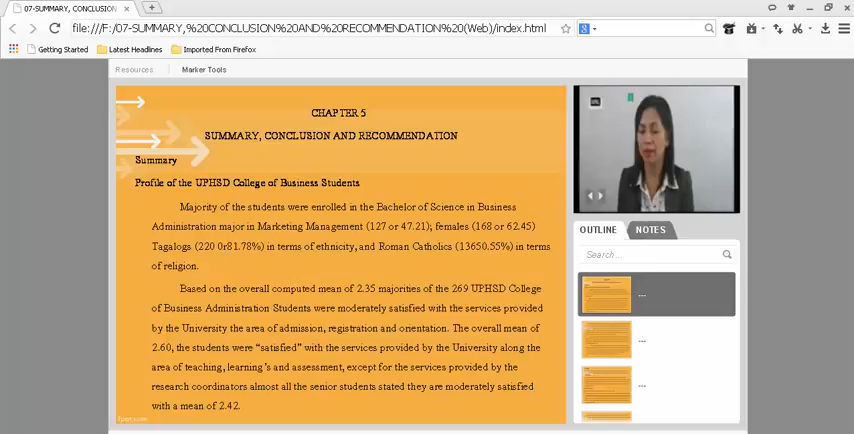 07-SUMMARY, CONCLUSION
file:///F:/07-SUMMARY,%20CONCLUSION%20AND%20RECOMMENDATION%20(Web)/index.html
Getting Started Latest Headlines Imported From Firefox
Resources Marker Tools
CHAPTER 5
SUMMARY, CONCLUSION AND RECOMMENDATION
Summary
Profile of the UPHSD College of Business Students
Majority of the students were enrolled in the Bachelor of Science in Business
Administration major in Marketing Management (127 or 47.21); females (168 or 62.45)
Tagalogs (220 0r81.78%) in terms of ethnicity, and Roman Catholics (13650.55%) in terms
of religion.
Based on the overall computed mean of 2.35 majorities of the 269 UPHSD College
of Business Administration Students were moderately satisfied with the services provided
by the University the area of admission, registration and orientation. The overall mean of
2.60, the students were “satisfied” with the services provided by the University along the
area of teaching, learning’s and assessment, except for the services provided by the
research coordinators almost all the senior students stated they are moderately satisfied
with a mean of 2.42.
OUTLINE NOTES
Search...
...
...
...